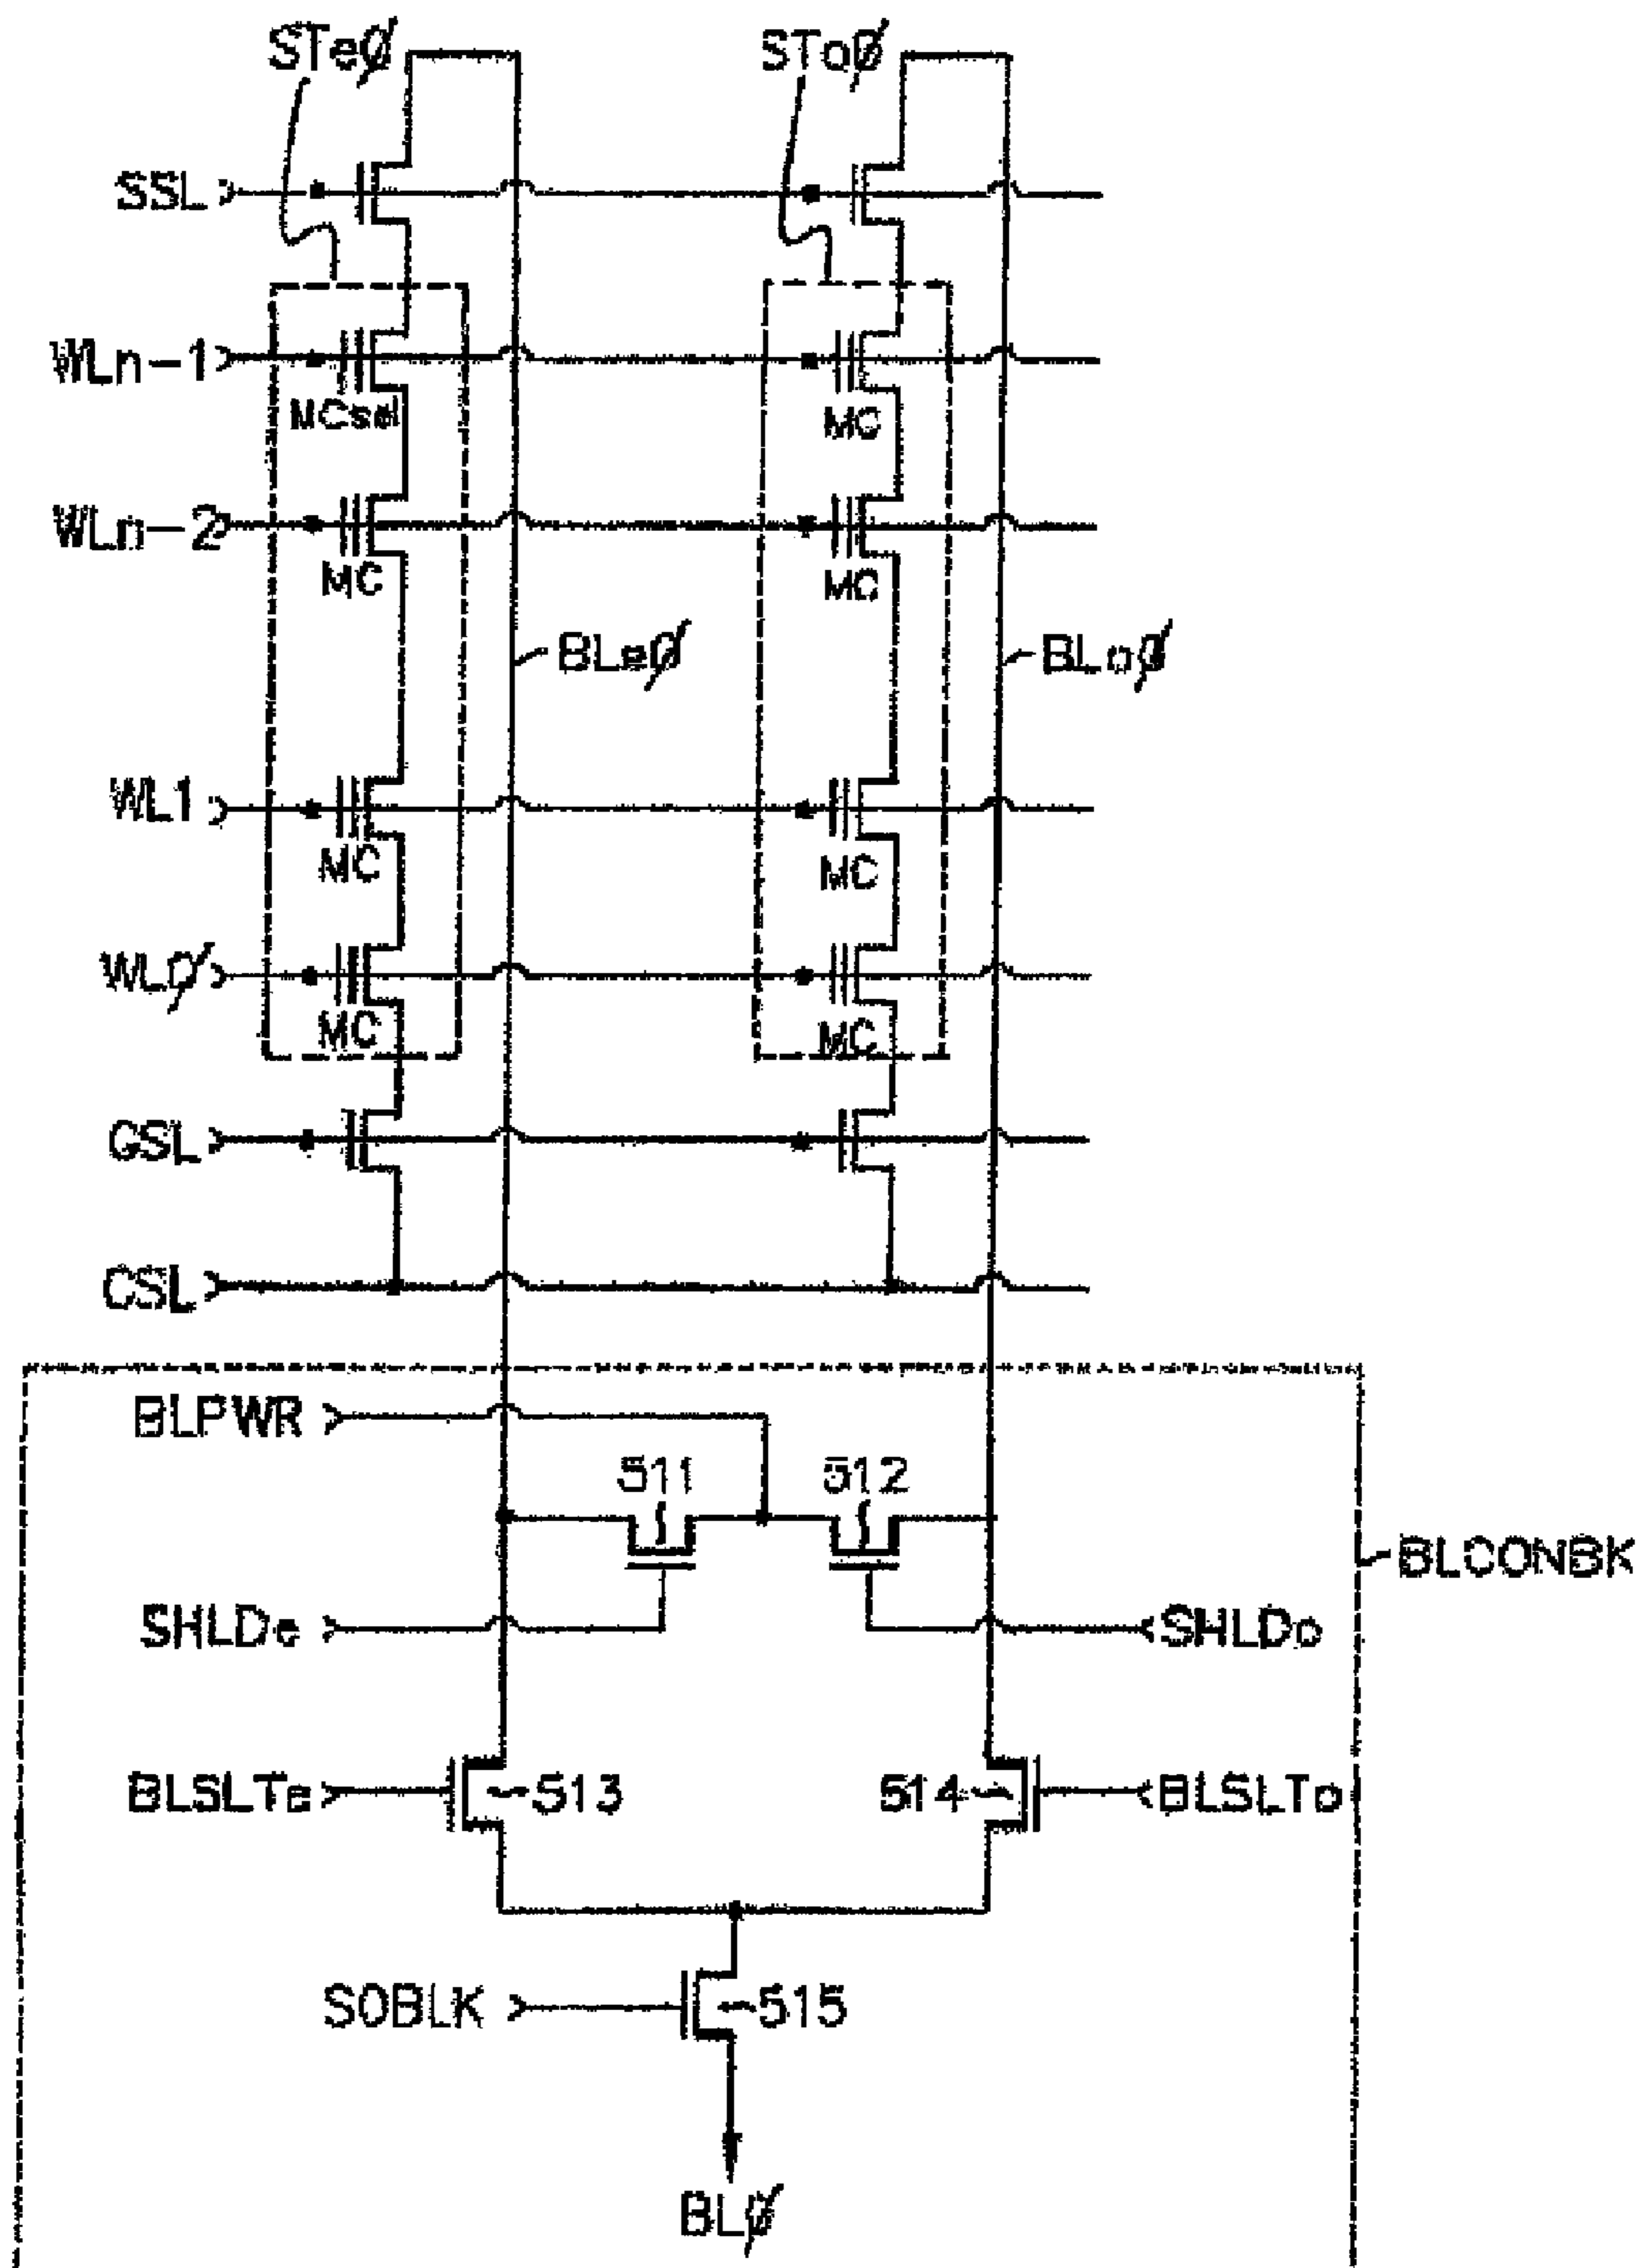 STe0̸ STo0̸
SSL
WLn-1
MCsel MC
WLn-2
MC MC
BLe0̸ BLo0̸
WL1
MC MC
WL0̸
MC MC
GSL
CSL
BLPWR
511 512
BLCONBK
SHLDe SHLDo
BLSLTe 513 514 BLSLTo
SOBLK 515
BL0̸